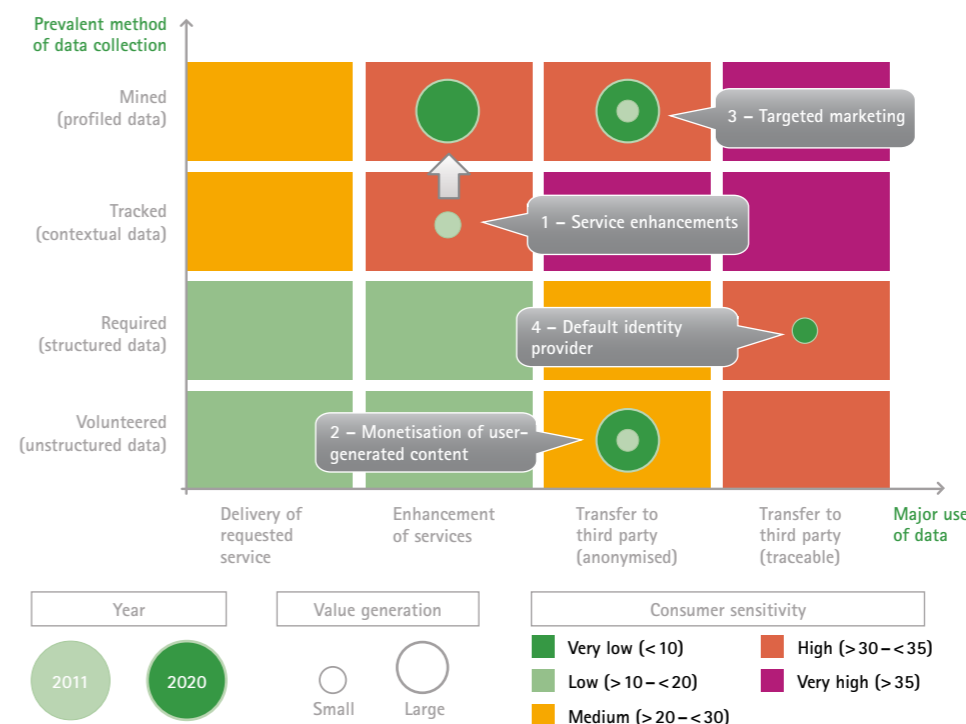 Prevalent method
of data collection
Mined
(profiled data)
3 – Targeted marketing
Tracked
(contextual data)
1 – Service enhancements
Required
(structured data)
4 – Default identity
provider
Volunteered
(unstructured data)
2 – Monetisation of user-
generated content
Delivery of
requested
service
Enhancement
of services
Transfer to
third party
(anonymised)
Transfer to
third party
(traceable)
Major use
of data
Year
2011
2020
Value generation
Small
Large
Consumer sensitivity
Very low (<10)
Low (>10–<20)
Medium (>20–<30)
High (>30–<35)
Very high (>35)